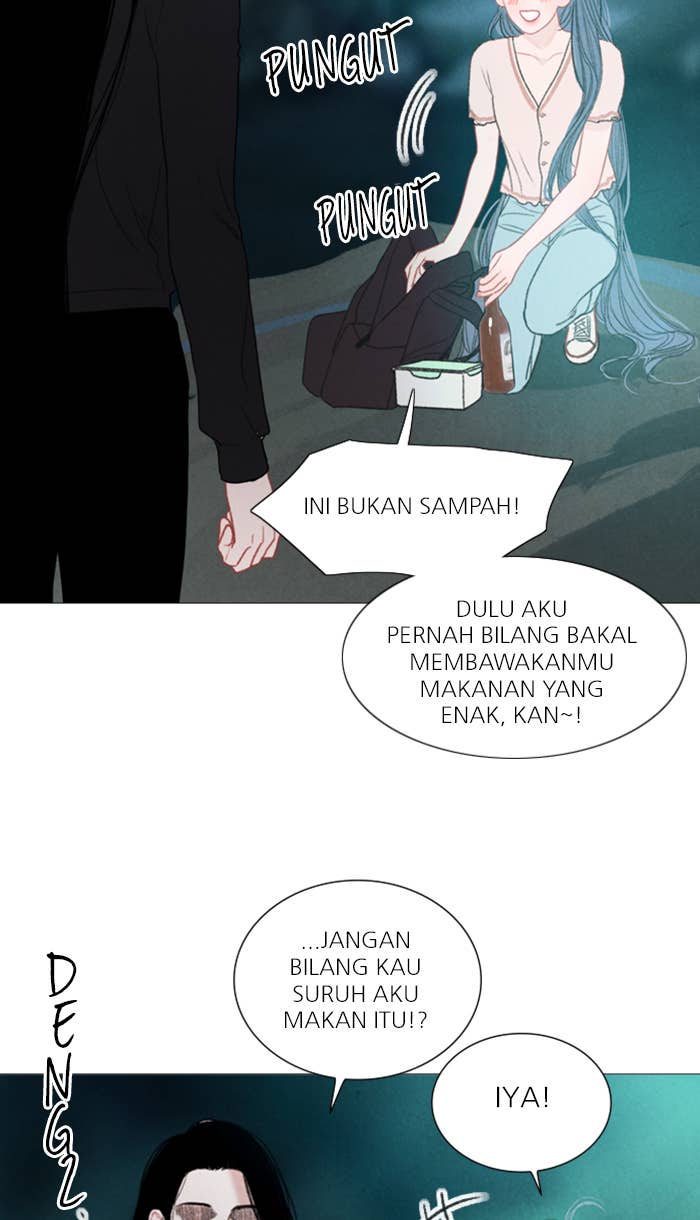 PUNGUT
PUNGUT
INI BUKAN SAMPAH!
DULU AKU
PERNAH BILANG BAKAL
MEMBAWAKANMU
MAKANAN YANG
ENAK, KAN~!
...JANGAN
BILANG KAU
SURUH AKU
MAKAN ITU!?
IYA!
DENG2